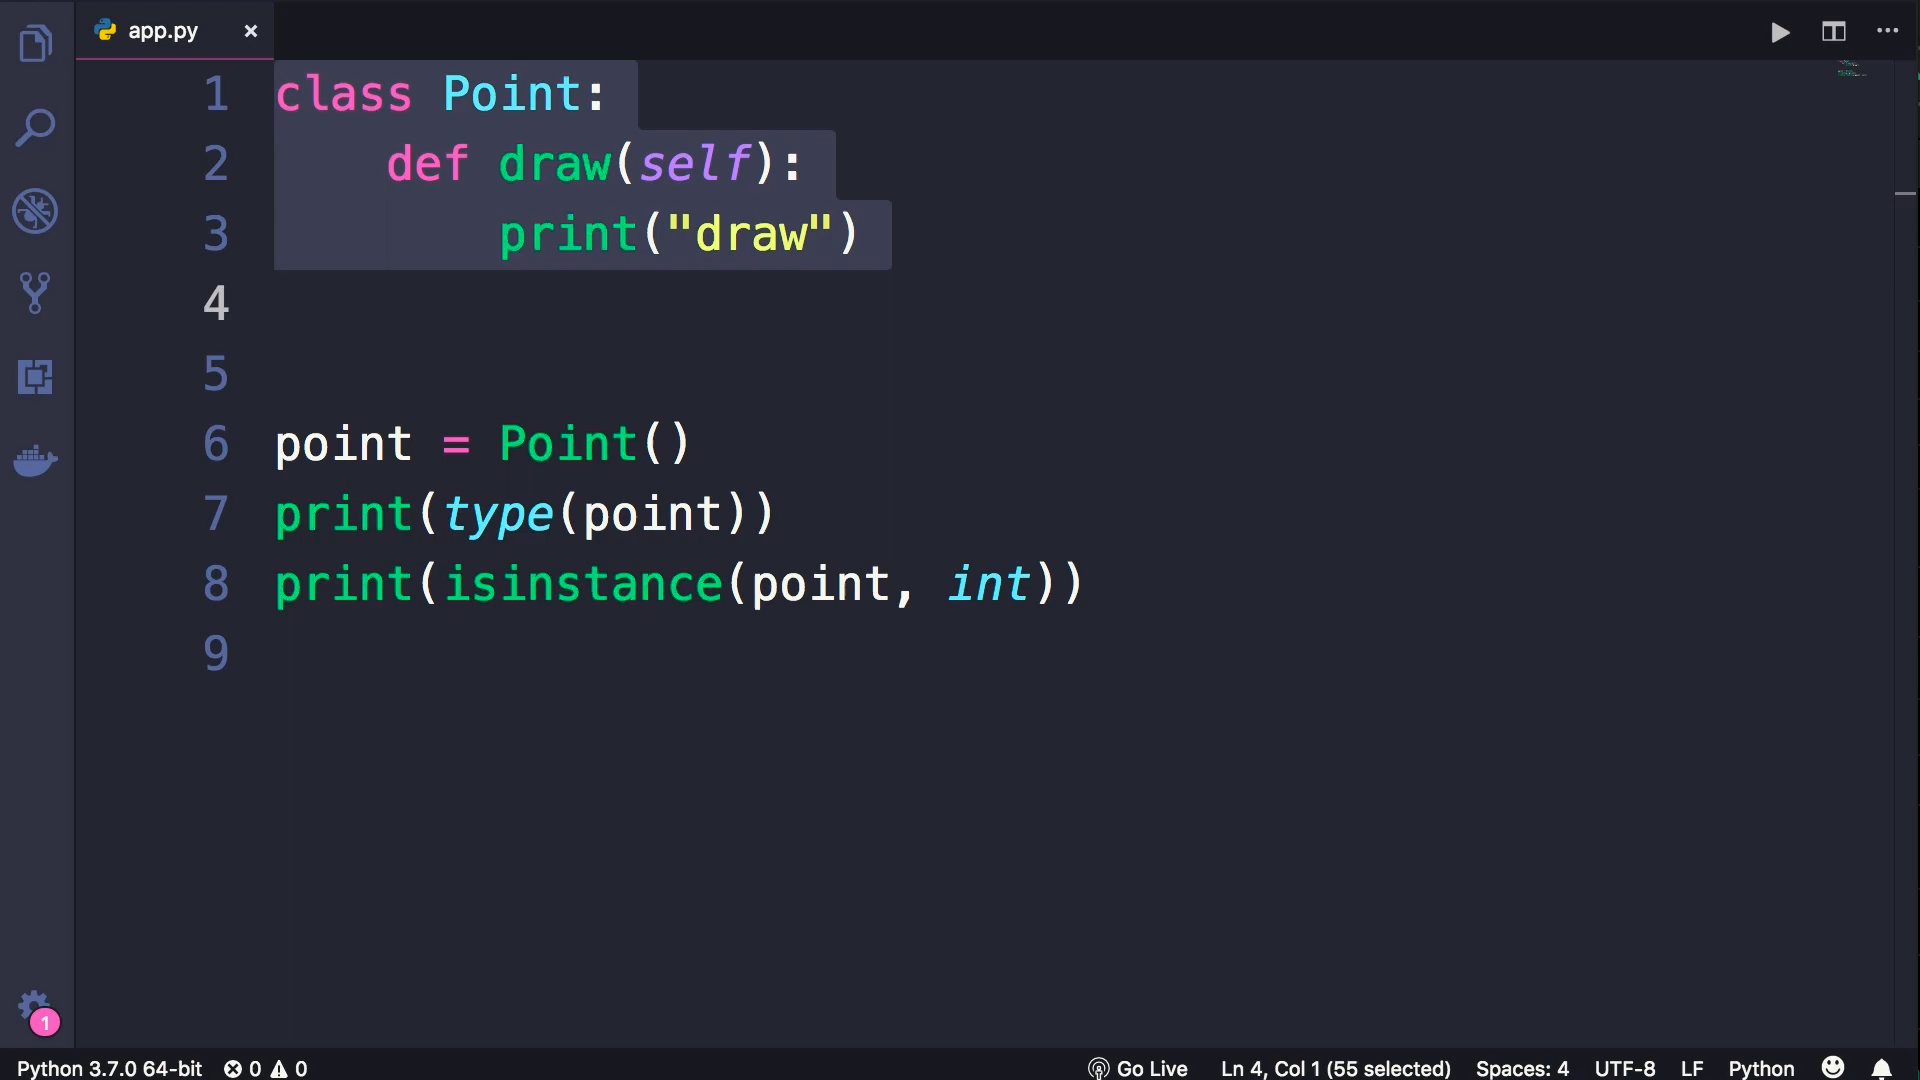 app.py ×
1 class Point:
2     def draw(self):
3         print("draw")
4
5
6 point = Point()
7 print(type(point))
8 print(isinstance(point, int))
9
1
Python 3.7.0 64-bit 0 0 Go Live Ln 4, Col 1 (55 selected) Spaces: 4 UTF-8 LF Python